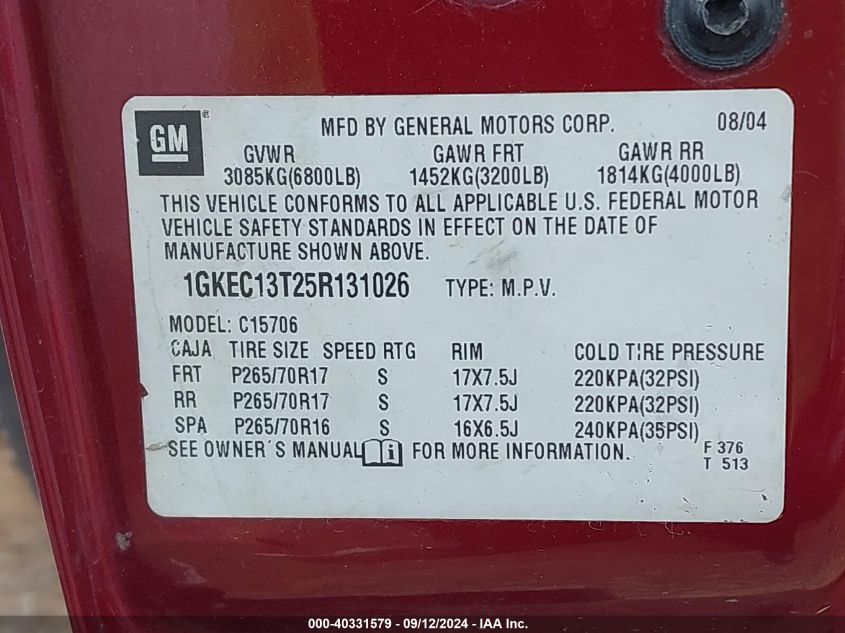 GM ®
MFD BY GENERAL MOTORS CORP. 08/04
GVWR GAWR FRT GAWR RR
3085KG(6800LB) 1452KG(3200LB) 1814KG(4000LB)
THIS VEHICLE CONFORMS TO ALL APPLICABLE U.S. FEDERAL MOTOR
VEHICLE SAFETY STANDARDS IN EFFECT ON THE DATE OF
MANUFACTURE SHOWN ABOVE.
1GKEC13T25R131026 TYPE: M.P.V.
MODEL: C15706
CAJA TIRE SIZE SPEED RTG RIM COLD TIRE PRESSURE
FRT P265/70R17 S 17X7.5J 220KPA(32PSI)
RR P265/70R17 S 17X7.5J 220KPA(32PSI)
SPA P265/70R16 S 16X6.5J 240KPA(35PSI)
SEE OWNER'S MANUAL i FOR MORE INFORMATION. F 376
T 513
000-40331579 - 09/12/2024 - IAA Inc.